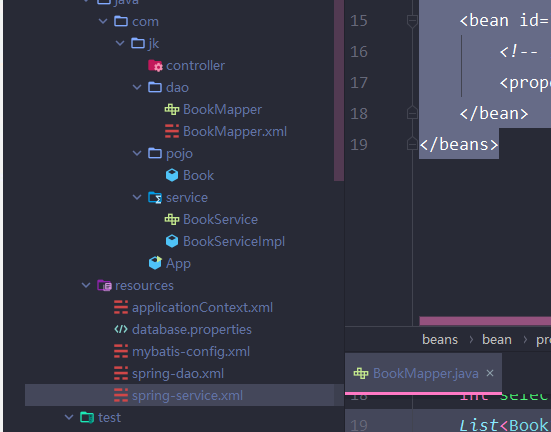 java
com
jk
controller
dao
BookMapper
BookMapper.xml
pojo
Book
service
BookService
BookServiceImpl
App
resources
applicationContext.xml
database.properties
mybatis-config.xml
spring-dao.xml
spring-service.xml
test
15 <bean id=
16 <!--
17 <prope
18 </bean>
19 </beans>
beans › bean › pro
BookMapper.java ×
18 int selec
19 List<Book